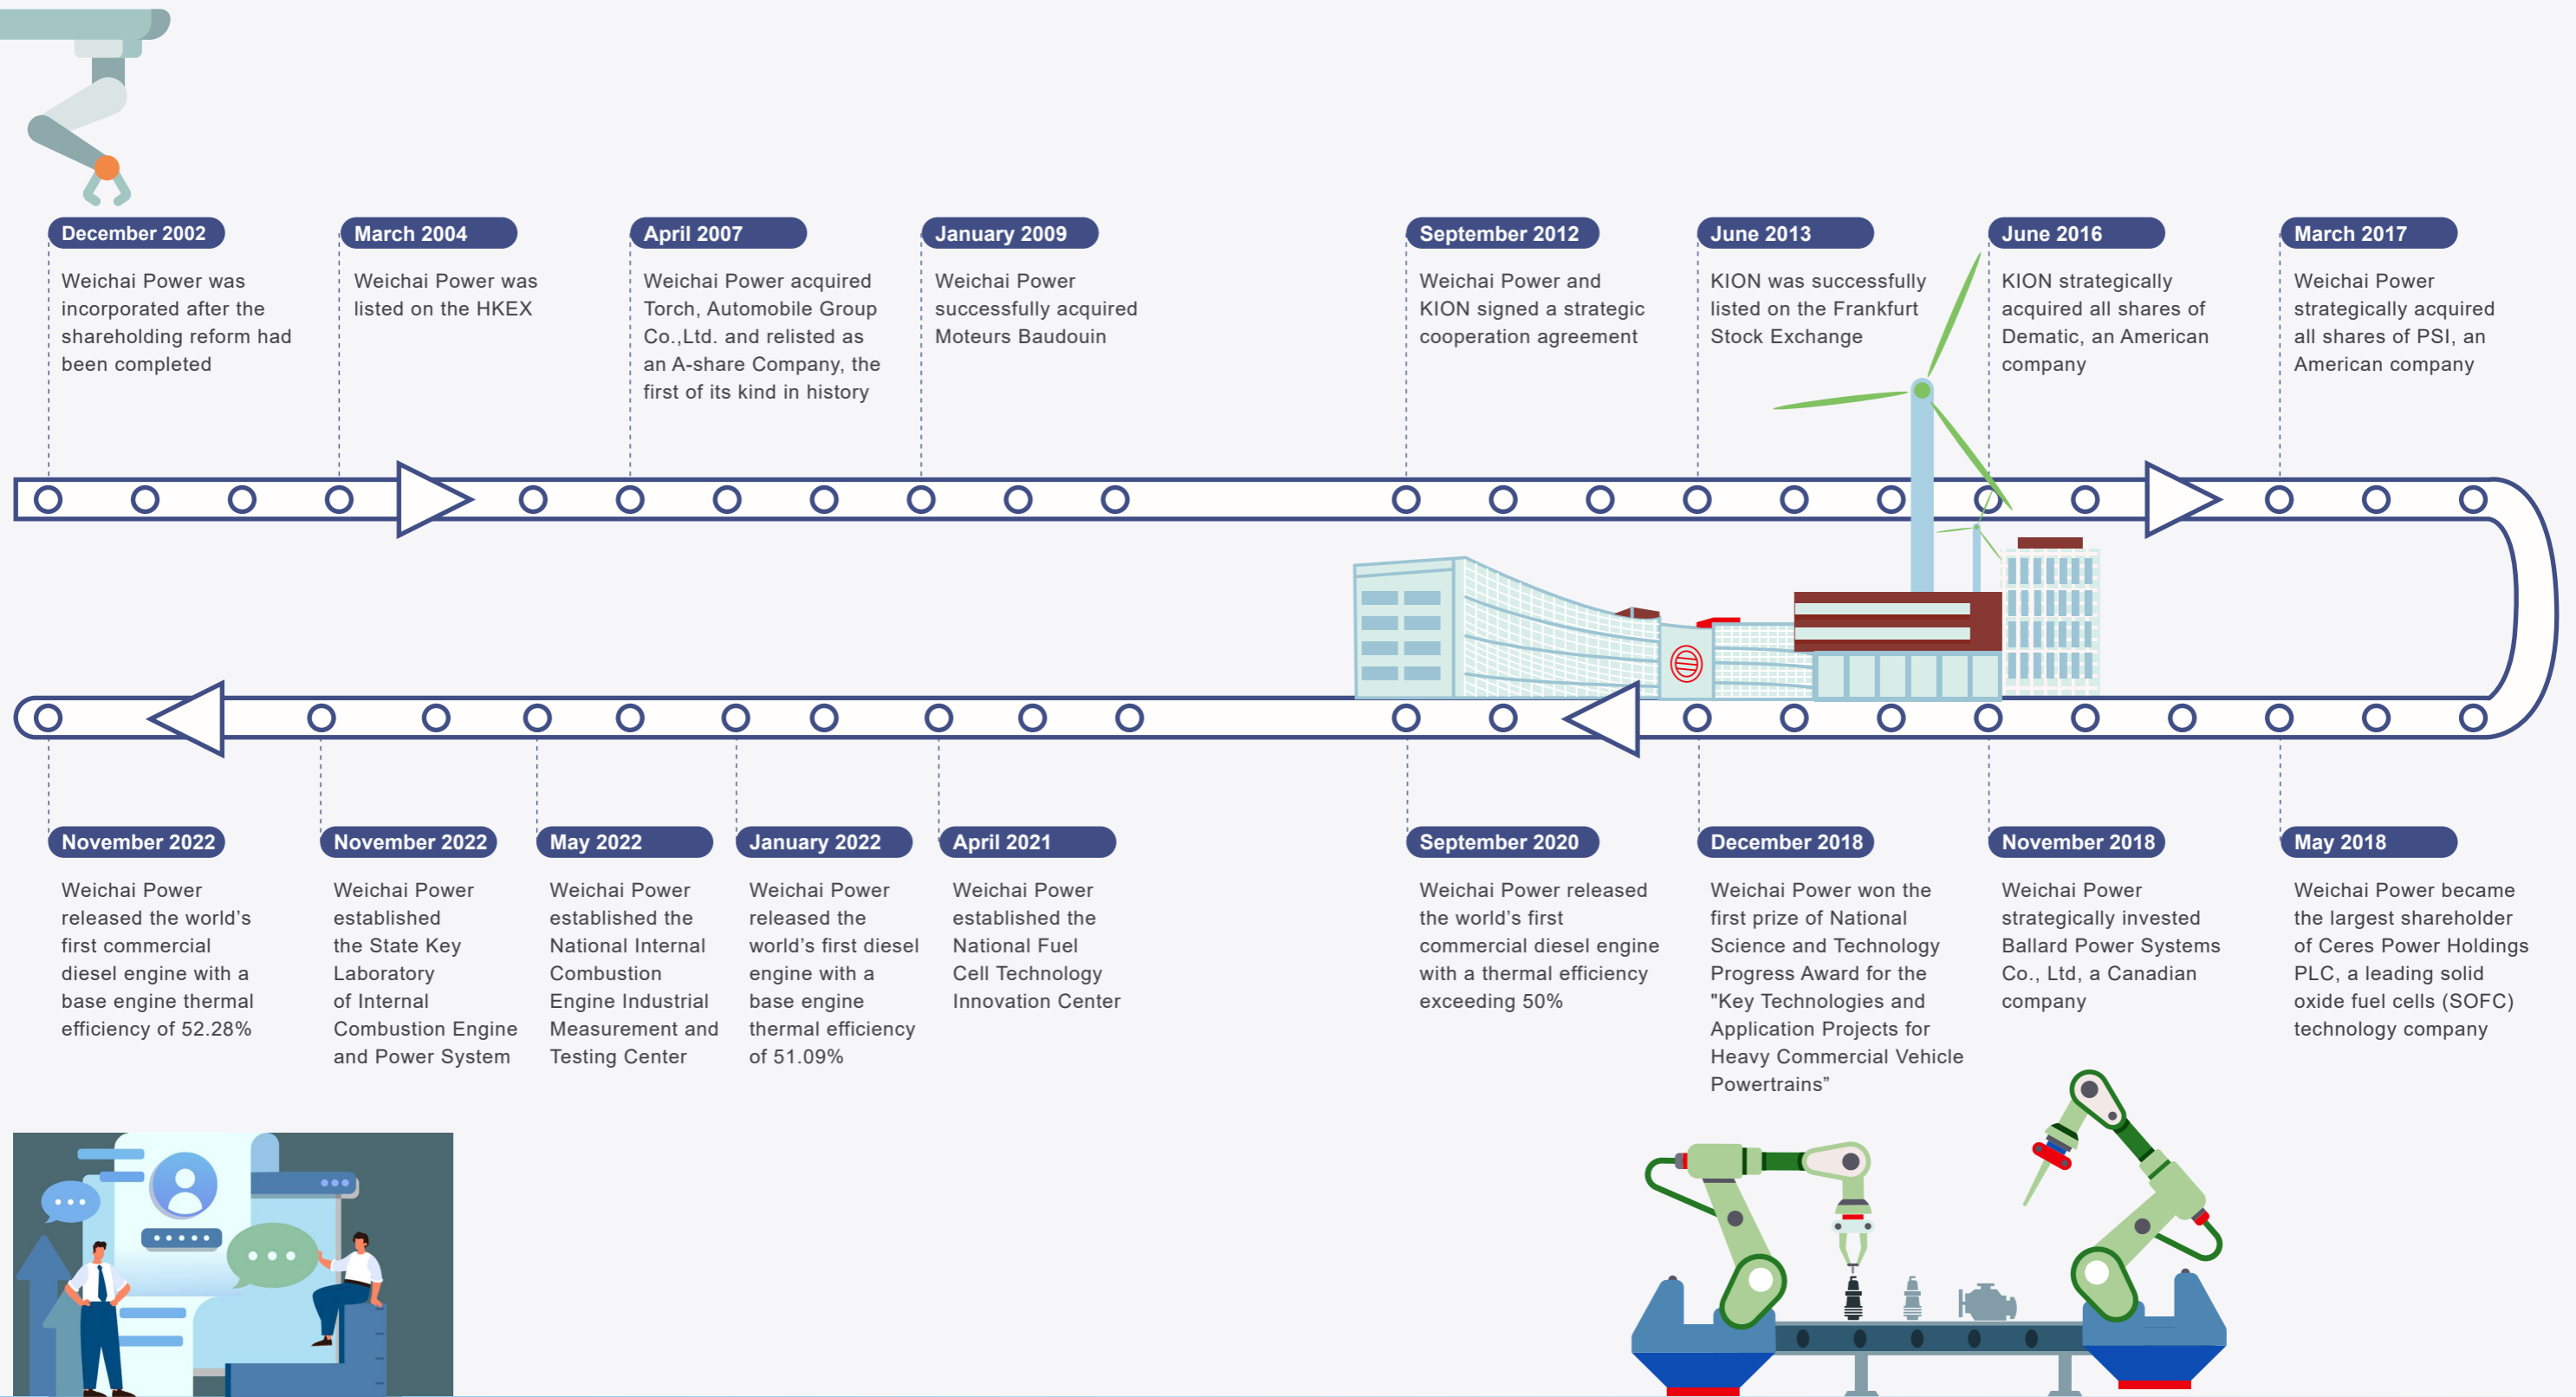 December 2002
Weichai Power was
incorporated after the
shareholding reform had
been completed
March 2004
Weichai Power was
listed on the HKEX
April 2007
Weichai Power acquired
Torch, Automobile Group
Co.,Ltd. and relisted as
an A-share Company, the
first of its kind in history
January 2009
Weichai Power
successfully acquired
Moteurs Baudouin
September 2012
Weichai Power and
KION signed a strategic
cooperation agreement
June 2013
KION was successfully
listed on the Frankfurt
Stock Exchange
June 2016
KION strategically
acquired all shares of
Dematic, an American
company
March 2017
Weichai Power
strategically acquired
all shares of PSI, an
American company
November 2022
Weichai Power
released the world’s
first commercial
diesel engine with a
base engine thermal
efficiency of 52.28%
November 2022
Weichai Power
established
the State Key
Laboratory
of Internal
Combustion Engine
and Power System
May 2022
Weichai Power
established the
National Internal
Combustion
Engine Industrial
Measurement and
Testing Center
January 2022
Weichai Power
released the
world’s first diesel
engine with a
base engine
thermal efficiency
of 51.09%
April 2021
Weichai Power
established the
National Fuel
Cell Technology
Innovation Center
September 2020
Weichai Power released
the world’s first
commercial diesel engine
with a thermal efficiency
exceeding 50%
December 2018
Weichai Power won the
first prize of National
Science and Technology
Progress Award for the
"Key Technologies and
Application Projects for
Heavy Commercial Vehicle
Powertrains”
November 2018
Weichai Power
strategically invested
Ballard Power Systems
Co., Ltd, a Canadian
company
May 2018
Weichai Power became
the largest shareholder
of Ceres Power Holdings
PLC, a leading solid
oxide fuel cells (SOFC)
technology company